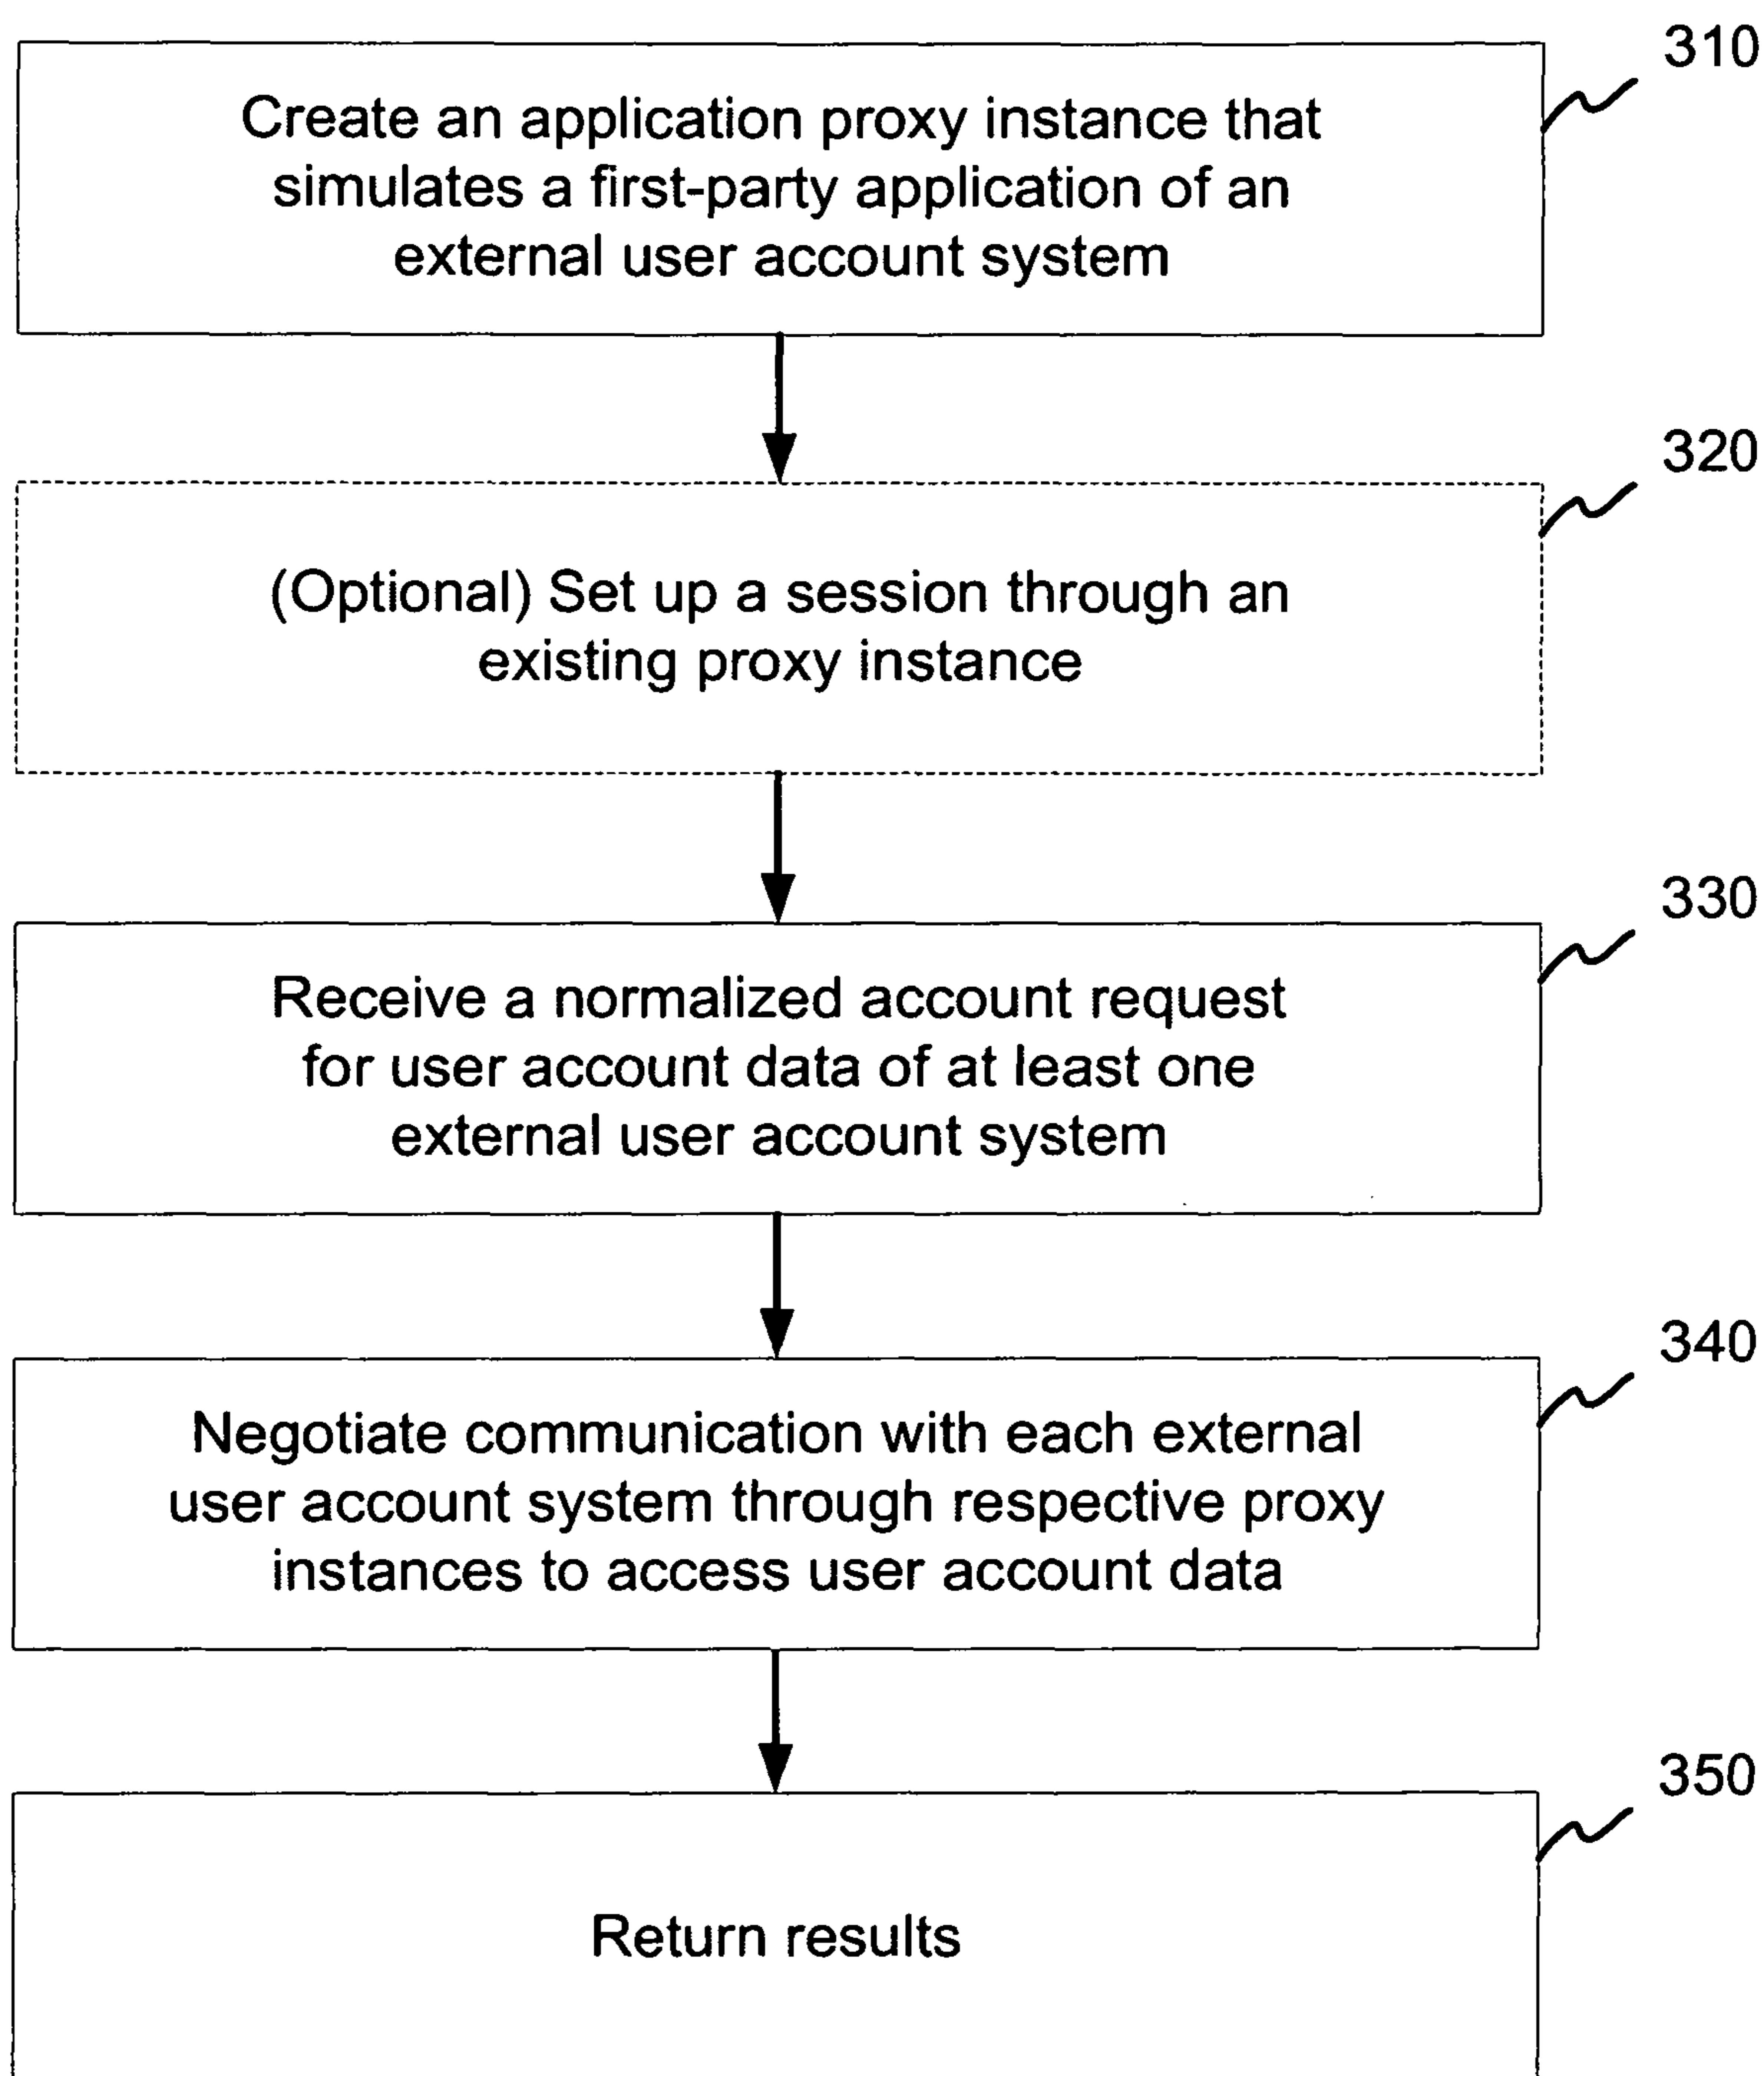 310
Create an application proxy instance that
simulates a first-party application of an
external user account system
320
(Optional) Set up a session through an
existing proxy instance
330
Receive a normalized account request
for user account data of at least one
external user account system
340
Negotiate communication with each external
user account system through respective proxy
instances to access user account data
350
Return results